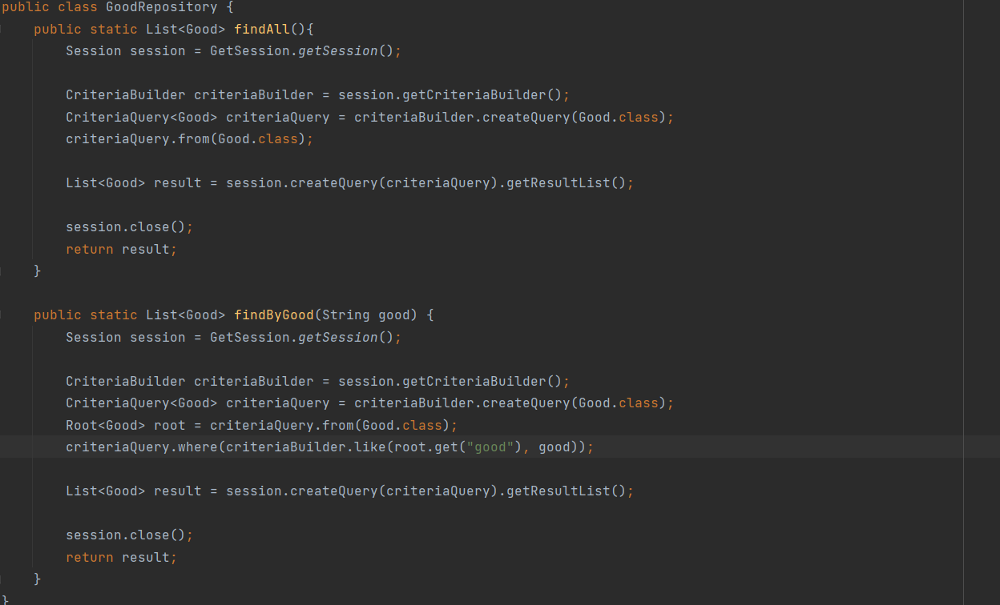 public class GoodRepository {
    public static List<Good> findAll(){
        Session session = GetSession.getSession();

        CriteriaBuilder criteriaBuilder = session.getCriteriaBuilder();
        CriteriaQuery<Good> criteriaQuery = criteriaBuilder.createQuery(Good.class);
        criteriaQuery.from(Good.class);

        List<Good> result = session.createQuery(criteriaQuery).getResultList();

        session.close();
        return result;
    }

    public static List<Good> findByGood(String good) {
        Session session = GetSession.getSession();

        CriteriaBuilder criteriaBuilder = session.getCriteriaBuilder();
        CriteriaQuery<Good> criteriaQuery = criteriaBuilder.createQuery(Good.class);
        Root<Good> root = criteriaQuery.from(Good.class);
        criteriaQuery.where(criteriaBuilder.like(root.get("good"), good));

        List<Good> result = session.createQuery(criteriaQuery).getResultList();

        session.close();
        return result;
    }
}